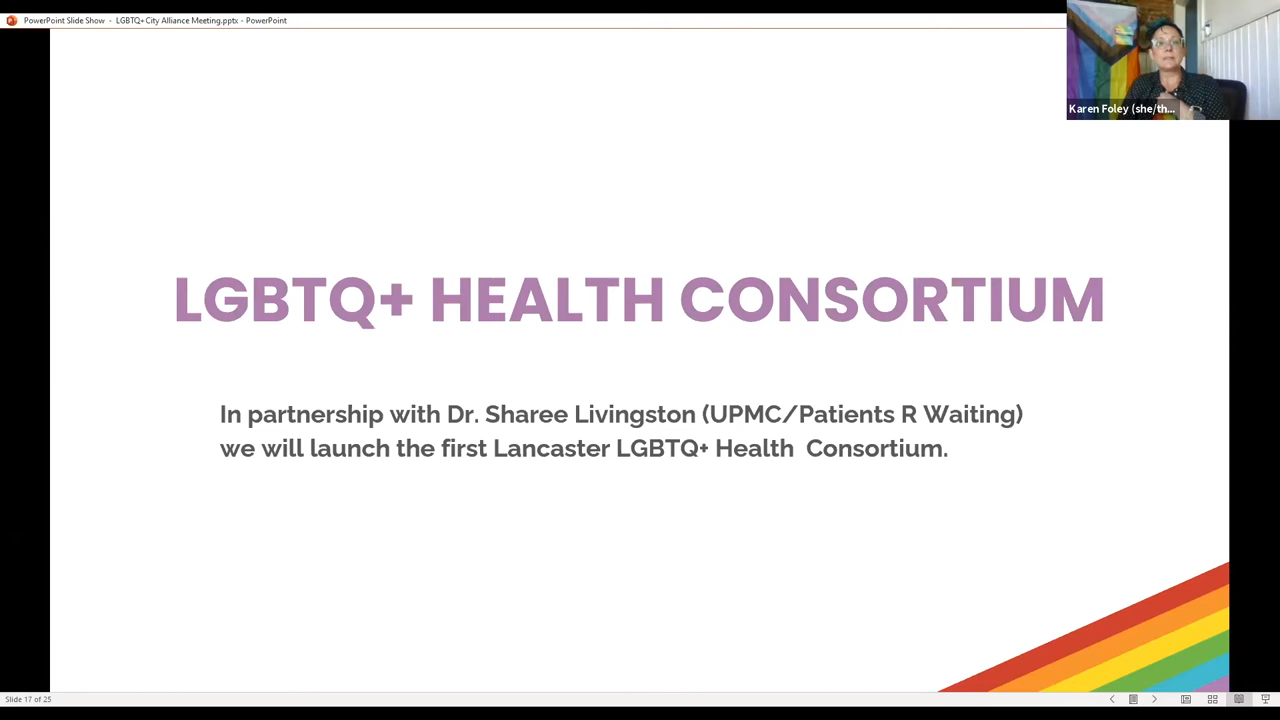 PowerPoint Slide Show - LGBTQ+City Alliance Meeting.pptx - PowerPoint
Karen Foley (she/th...
LGBTQ+ HEALTH CONSORTIUM
In partnership with Dr. Sharee Livingston (UPMC/Patients R Waiting)
we will launch the first Lancaster LGBTQ+ Health  Consortium.
Slide 17 of 25